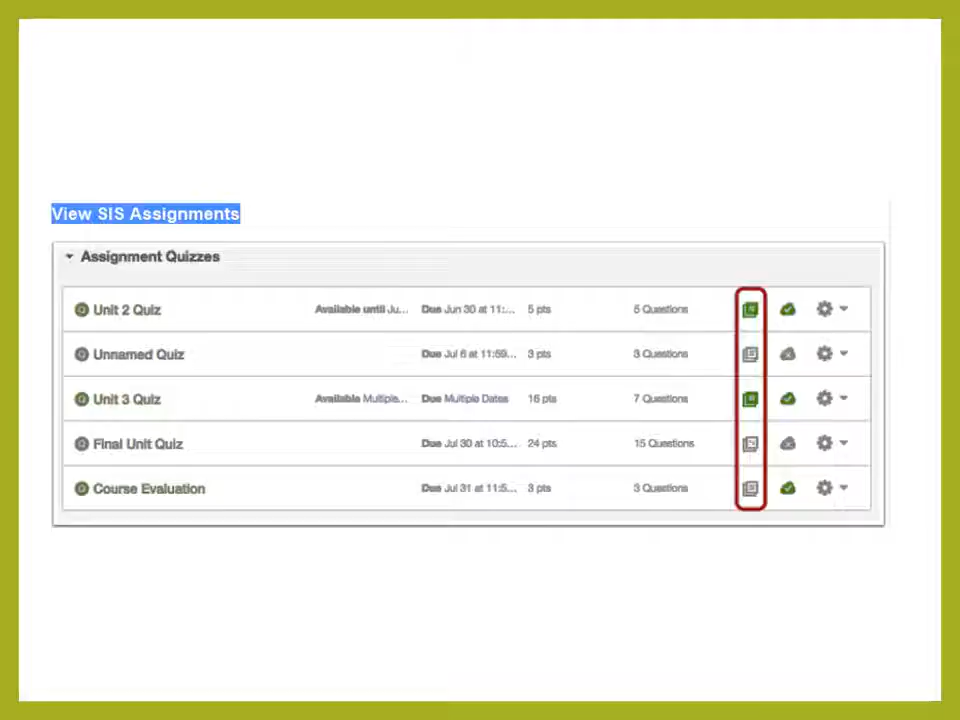 View SIS Assignments
Assignment Quizzes
Unit 2 Quiz Available until Ju... Due Jun 30 at 11:... 5 pts 5 Questions
Unnamed Quiz Due Jul 6 at 11:59... 3 pts 3 Questions
Unit 3 Quiz Available Multiple... Due Multiple Dates 16 pts 7 Questions
Final Unit Quiz Due Jul 30 at 10:5... 24 pts 15 Questions
Course Evaluation Due Jul 31 at 11:5... 3 pts 3 Questions